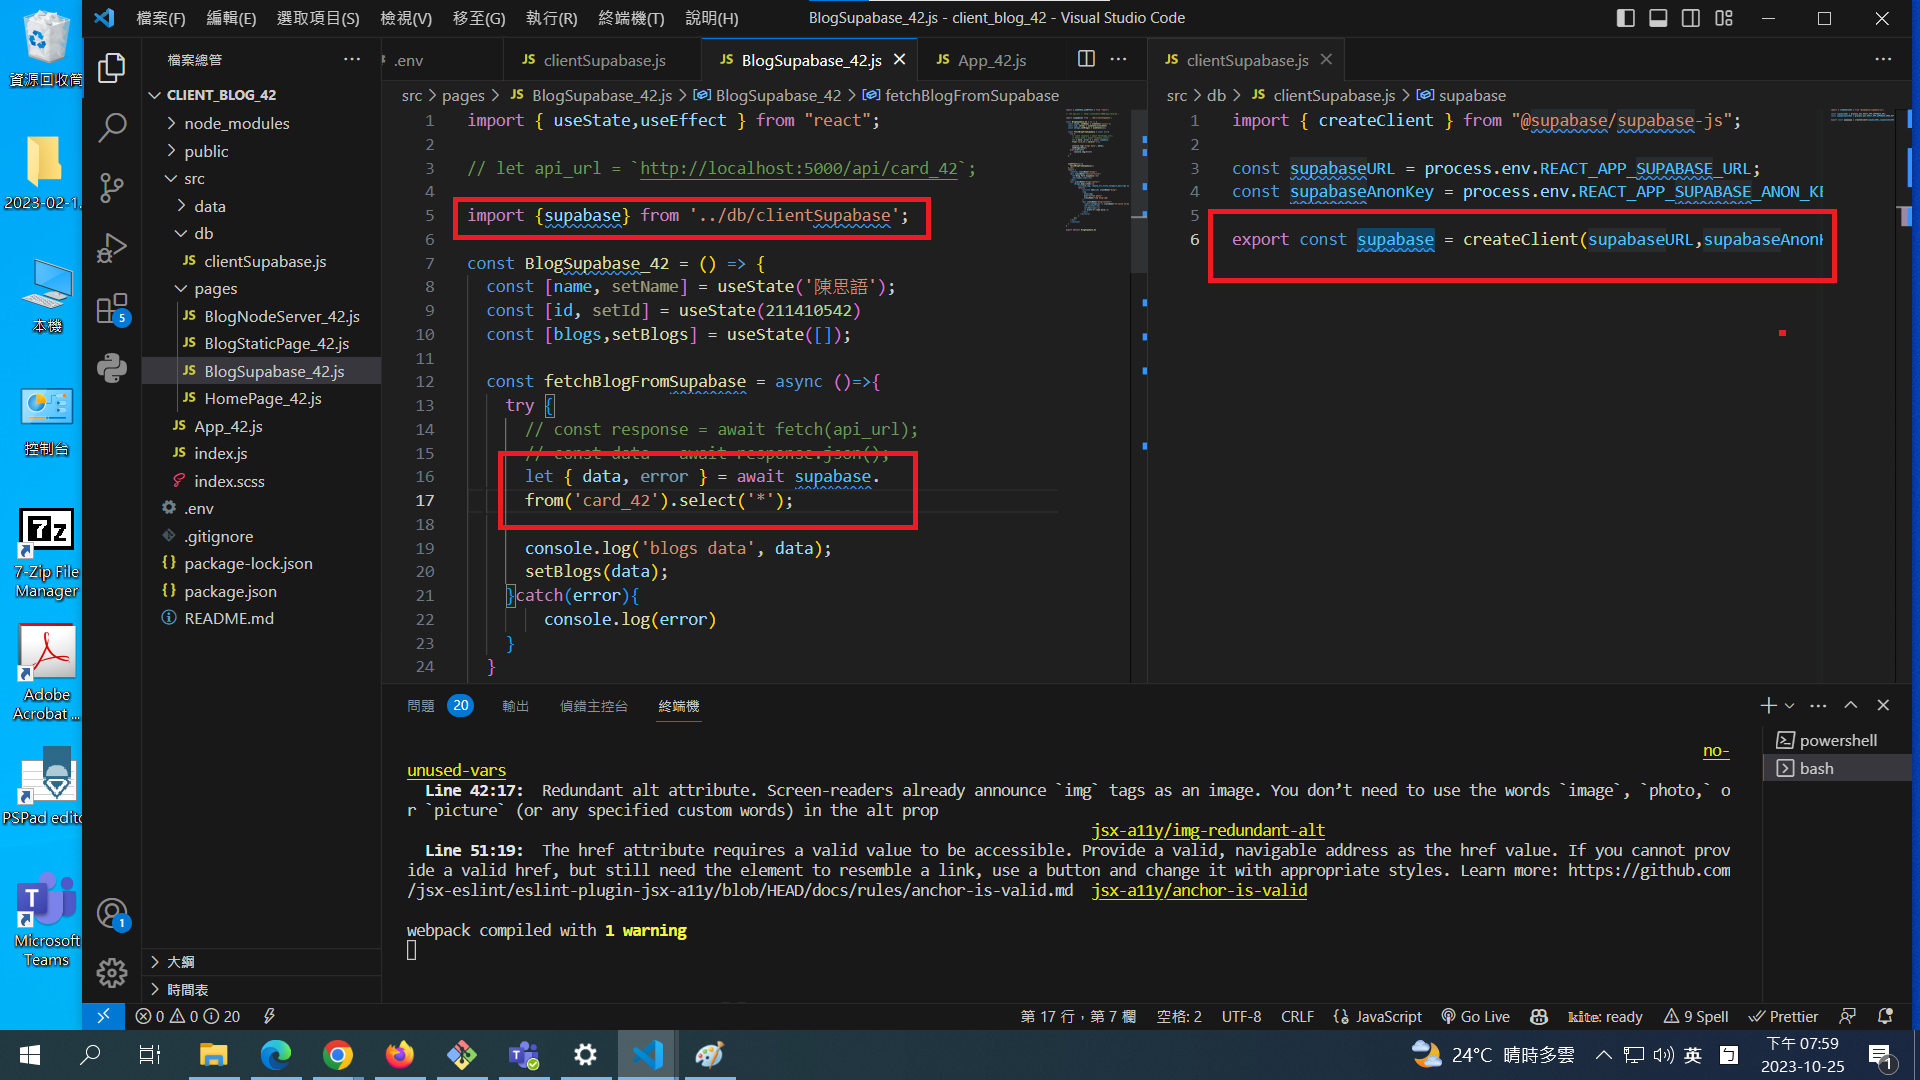 檔案(F) 編輯(E) 選取項目(S) 檢視(V) 移至(G) 執行(R) 終端機(T) 說明(H)
BlogSupabase_42.js - client_blog_42 - Visual Studio Code
資源回收筒
2023-02-1...
本機
控制台
7-Zip File
Manager
Adobe
Acrobat ...
PSPad edito
Microsoft
Teams
檔案總管
CLIENT_BLOG_42
node_modules
public
src
data
db
JS clientSupabase.js
pages
JS BlogNodeServer_42.js
JS BlogStaticPage_42.js
JS BlogSupabase_42.js
JS HomePage_42.js
JS App_42.js
JS index.js
index.scss
.env
.gitignore
{} package-lock.json
{} package.json
README.md
大綱
時間表
5
1
.env
JS clientSupabase.js
JS BlogSupabase_42.js
JS App_42.js
src > pages > JS BlogSupabase_42.js > BlogSupabase_42 > fetchBlogFromSupabase
1 import { useState,useEffect } from "react";
2
3 // let api_url = `http://localhost:5000/api/card_42`;
4
5 import {supabase} from '../db/clientSupabase';
6
7 const BlogSupabase_42 = () => {
8 const [name, setName] = useState('陳思語');
9 const [id, setId] = useState(211410542)
10 const [blogs,setBlogs] = useState([]);
11
12 const fetchBlogFromSupabase = async ()=>{
13 try {
14 // const response = await fetch(api_url);
15 // const data = await response.json();
16 let { data, error } = await supabase.
17 from('card_42').select('*');
18
19 console.log('blogs data', data);
20 setBlogs(data);
21 }catch(error){
22 console.log(error)
23 }
24 }
JS clientSupabase.js
src > db > JS clientSupabase.js > supabase
1 import { createClient } from "@supabase/supabase-js";
2
3 const supabaseURL = process.env.REACT_APP_SUPABASE_URL;
4 const supabaseAnonKey = process.env.REACT_APP_SUPABASE_ANON_KE
5
6 export const supabase = createClient(supabaseURL,supabaseAnonK
問題 20 輸出 偵錯主控台 終端機
powershell
bash
no-
unused-vars
Line 42:17: Redundant alt attribute. Screen-readers already announce `img` tags as an image. You don’t need to use the words `image`, `photo,` o
r `picture` (or any specified custom words) in the alt prop
jsx-a11y/img-redundant-alt
Line 51:19: The href attribute requires a valid value to be accessible. Provide a valid, navigable address as the href value. If you cannot prov
ide a valid href, but still need the element to resemble a link, use a button and change it with appropriate styles. Learn more: https://github.com
/jsx-eslint/eslint-plugin-jsx-a11y/blob/HEAD/docs/rules/anchor-is-valid.md jsx-a11y/anchor-is-valid
webpack compiled with 1 warning
0 0 20
第 17 行，第 7 欄 空格: 2 UTF-8 CRLF JavaScript Go Live kite: ready 9 Spell Prettier
24°C 晴時多雲
英
下午 07:59
2023-10-25
1